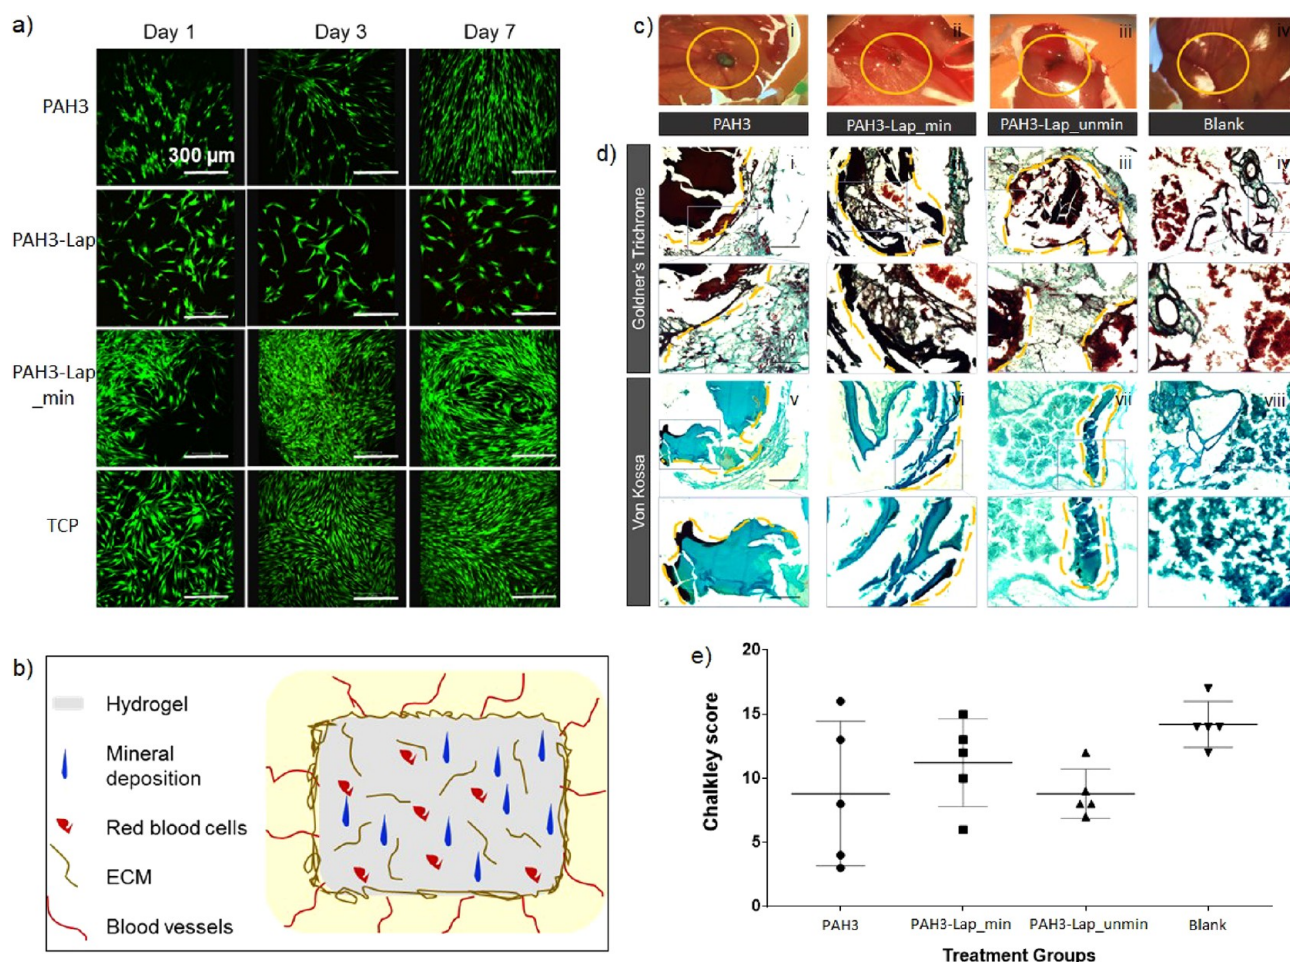 a)
Day 1
Day 3
Day 7
PAH3
300 µm
PAH3-Lap
PAH3-Lap
_min
TCP
b)
Hydrogel
Mineral
deposition
Red blood cells
ECM
Blood vessels
c)
i
ii
iii
iv
PAH3
PAH3-Lap_min
PAH3-Lap_unmin
Blank
d)
Goldner's Trichrome
i
ii
iii
iv
Von Kossa
v
vi
vii
viii
e)
Chalkley score
20
15
10
5
0
PAH3
PAH3-Lap_min
PAH3-Lap_unmin
Blank
Treatment Groups